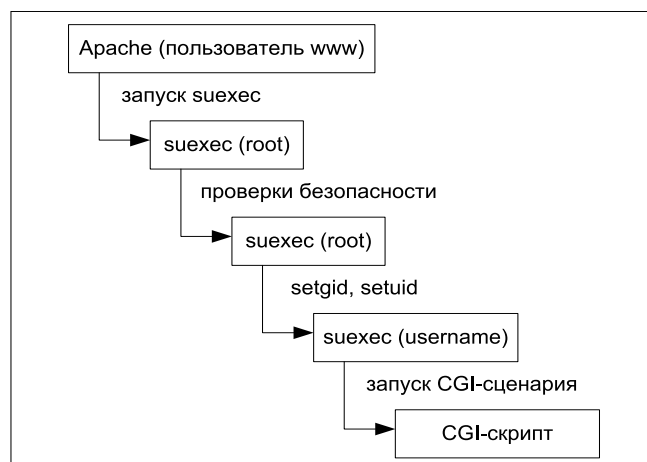 Apache (пользователь www)
запуск suexec
suexec (root)
проверки безопасности
suexec (root)
setgid, setuid
suexec (username)
запуск CGI-сценария
CGI-скрипт